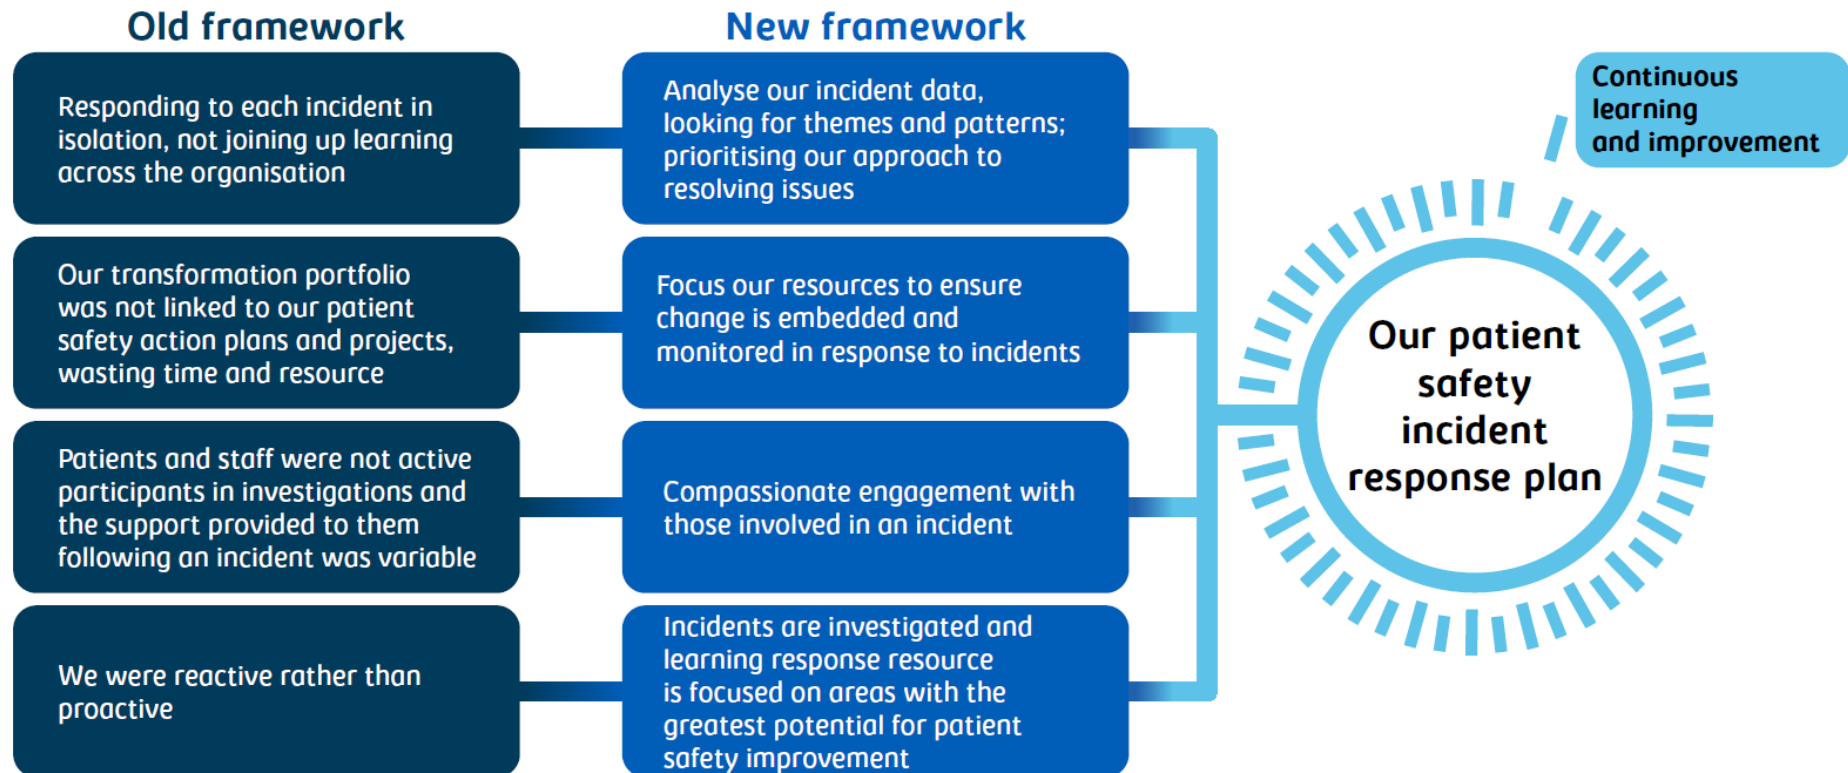 Old framework
New framework
Responding to each incident in
isolation, not joining up learning
across the organisation
Analyse our incident data,
looking for themes and patterns;
prioritising our approach to
resolving issues
Our transformation portfolio
was not linked to our patient
safety action plans and projects,
wasting time and resource
Focus our resources to ensure
change is embedded and
monitored in response to incidents
Patients and staff were not active
participants in investigations and
the support provided to them
following an incident was variable
Compassionate engagement with
those involved in an incident
We were reactive rather than
proactive
Incidents are investigated and
learning response resource
is focused on areas with the
greatest potential for patient
safety improvement
Our patient
safety
incident
response plan
Continuous
learning
and improvement